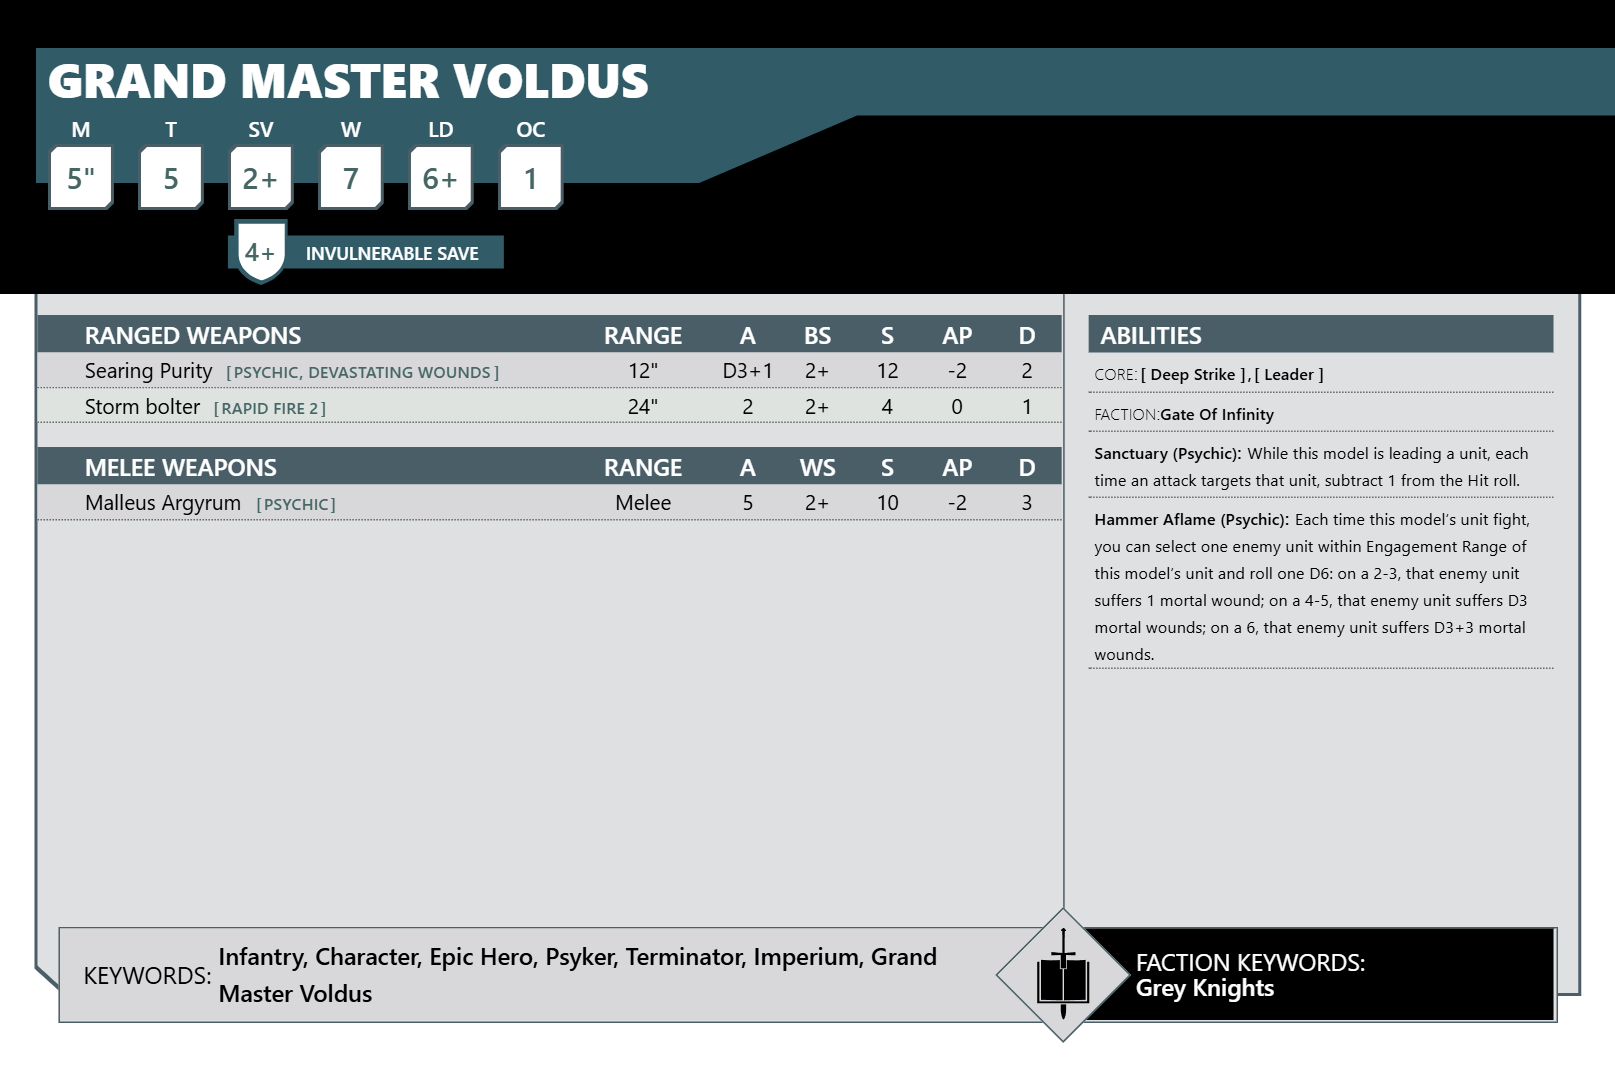 GRAND MASTER VOLDUS
M T SV W LD OC
5" 5 2+ 7 6+ 1
4+ INVULNERABLE SAVE
RANGED WEAPONS RANGE A BS S AP D
Searing Purity [PSYCHIC, DEVASTATING WOUNDS] 12" D3+1 2+ 12 -2 2
Storm bolter [RAPID FIRE 2] 24" 2 2+ 4 0 1
MELEE WEAPONS RANGE A WS S AP D
Malleus Argyrum [PSYCHIC] Melee 5 2+ 10 -2 3
ABILITIES
CORE: [ Deep Strike ] , [ Leader ]
FACTION:Gate Of Infinity
Sanctuary (Psychic): While this model is leading a unit, each
time an attack targets that unit, subtract 1 from the Hit roll.
Hammer Aflame (Psychic): Each time this model's unit fight,
you can select one enemy unit within Engagement Range of
this model's unit and roll one D6: on a 2-3, that enemy unit
suffers 1 mortal wound; on a 4-5, that enemy unit suffers D3
mortal wounds; on a 6, that enemy unit suffers D3+3 mortal
wounds.
KEYWORDS: Infantry, Character, Epic Hero, Psyker, Terminator, Imperium, Grand
Master Voldus
FACTION KEYWORDS:
Grey Knights